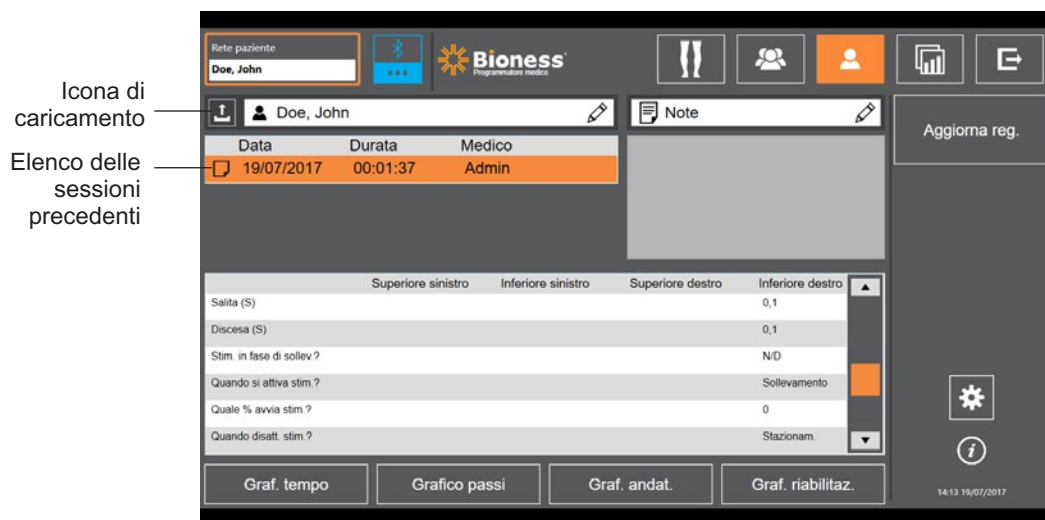 Icona di
caricamento
Elenco delle
sessioni
precedenti
Rete paziente
Doe, John
Bioness
Programmatore medico
Doe, John
Note
Aggiorna reg.
Data Durata Medico
19/07/2017 00:01:37 Admin
Superiore sinistro Inferiore sinistro Superiore destro Inferiore destro
Salita (S) 0,1
Discesa (S) 0,1
Stim. in fase di sollev.? N/D
Quando si attiva stim.? Sollevamento
Quale % avvia stim.? 0
Quando disatt. stim.? Stazionam.
Graf. tempo Grafico passi Graf. andat. Graf. riabilitaz.
14:13 19/07/2017